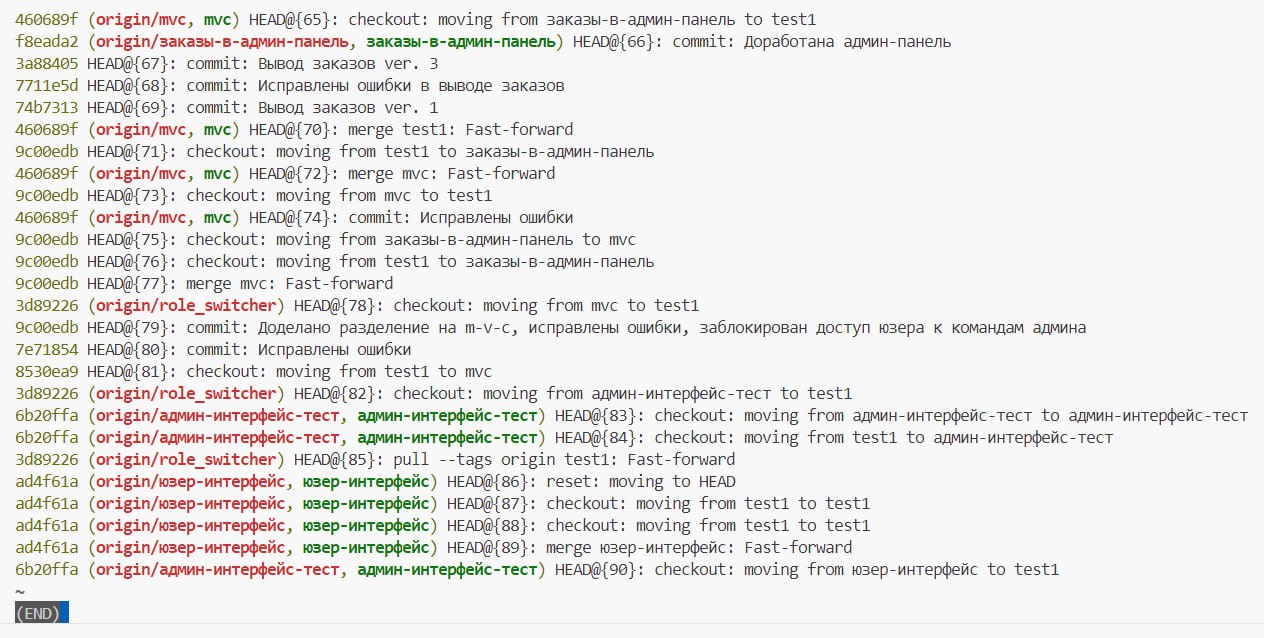 460689f (origin/mvc, mvc) HEAD@{65}: checkout: moving from заказы-в-админ-панель to test1
f8eada2 (origin/заказы-в-админ-панель, заказы-в-админ-панель) HEAD@{66}: commit: Доработана админ-панель
3a88405 HEAD@{67}: commit: Вывод заказов ver. 3
7711e5d HEAD@{68}: commit: Исправлены ошибки в выводе заказов
74b7313 HEAD@{69}: commit: Вывод заказов ver. 1
460689f (origin/mvc, mvc) HEAD@{70}: merge test1: Fast-forward
9c00edb HEAD@{71}: checkout: moving from test1 to заказы-в-админ-панель
460689f (origin/mvc, mvc) HEAD@{72}: merge mvc: Fast-forward
9c00edb HEAD@{73}: checkout: moving from mvc to test1
460689f (origin/mvc, mvc) HEAD@{74}: commit: Исправлены ошибки
9c00edb HEAD@{75}: checkout: moving from заказы-в-админ-панель to mvc
9c00edb HEAD@{76}: checkout: moving from test1 to заказы-в-админ-панель
9c00edb HEAD@{77}: merge mvc: Fast-forward
3d89226 (origin/role_switcher) HEAD@{78}: checkout: moving from mvc to test1
9c00edb HEAD@{79}: commit: Доделано разделение на m-v-c, исправлены ошибки, заблокирован доступ юзера к командам админа
7e71854 HEAD@{80}: commit: Исправлены ошибки
8530ea9 HEAD@{81}: checkout: moving from test1 to mvc
3d89226 (origin/role_switcher) HEAD@{82}: checkout: moving from админ-интерфейс-тест to test1
6b20ffa (origin/админ-интерфейс-тест, админ-интерфейс-тест) HEAD@{83}: checkout: moving from админ-интерфейс-тест to админ-интерфейс-тест
6b20ffa (origin/админ-интерфейс-тест, админ-интерфейс-тест) HEAD@{84}: checkout: moving from test1 to админ-интерфейс-тест
3d89226 (origin/role_switcher) HEAD@{85}: pull --tags origin test1: Fast-forward
ad4f61a (origin/юзер-интерфейс, юзер-интерфейс) HEAD@{86}: reset: moving to HEAD
ad4f61a (origin/юзер-интерфейс, юзер-интерфейс) HEAD@{87}: checkout: moving from test1 to test1
ad4f61a (origin/юзер-интерфейс, юзер-интерфейс) HEAD@{88}: checkout: moving from test1 to test1
ad4f61a (origin/юзер-интерфейс, юзер-интерфейс) HEAD@{89}: merge юзер-интерфейс: Fast-forward
6b20ffa (origin/админ-интерфейс-тест, админ-интерфейс-тест) HEAD@{90}: checkout: moving from юзер-интерфейс to test1
~
(END)